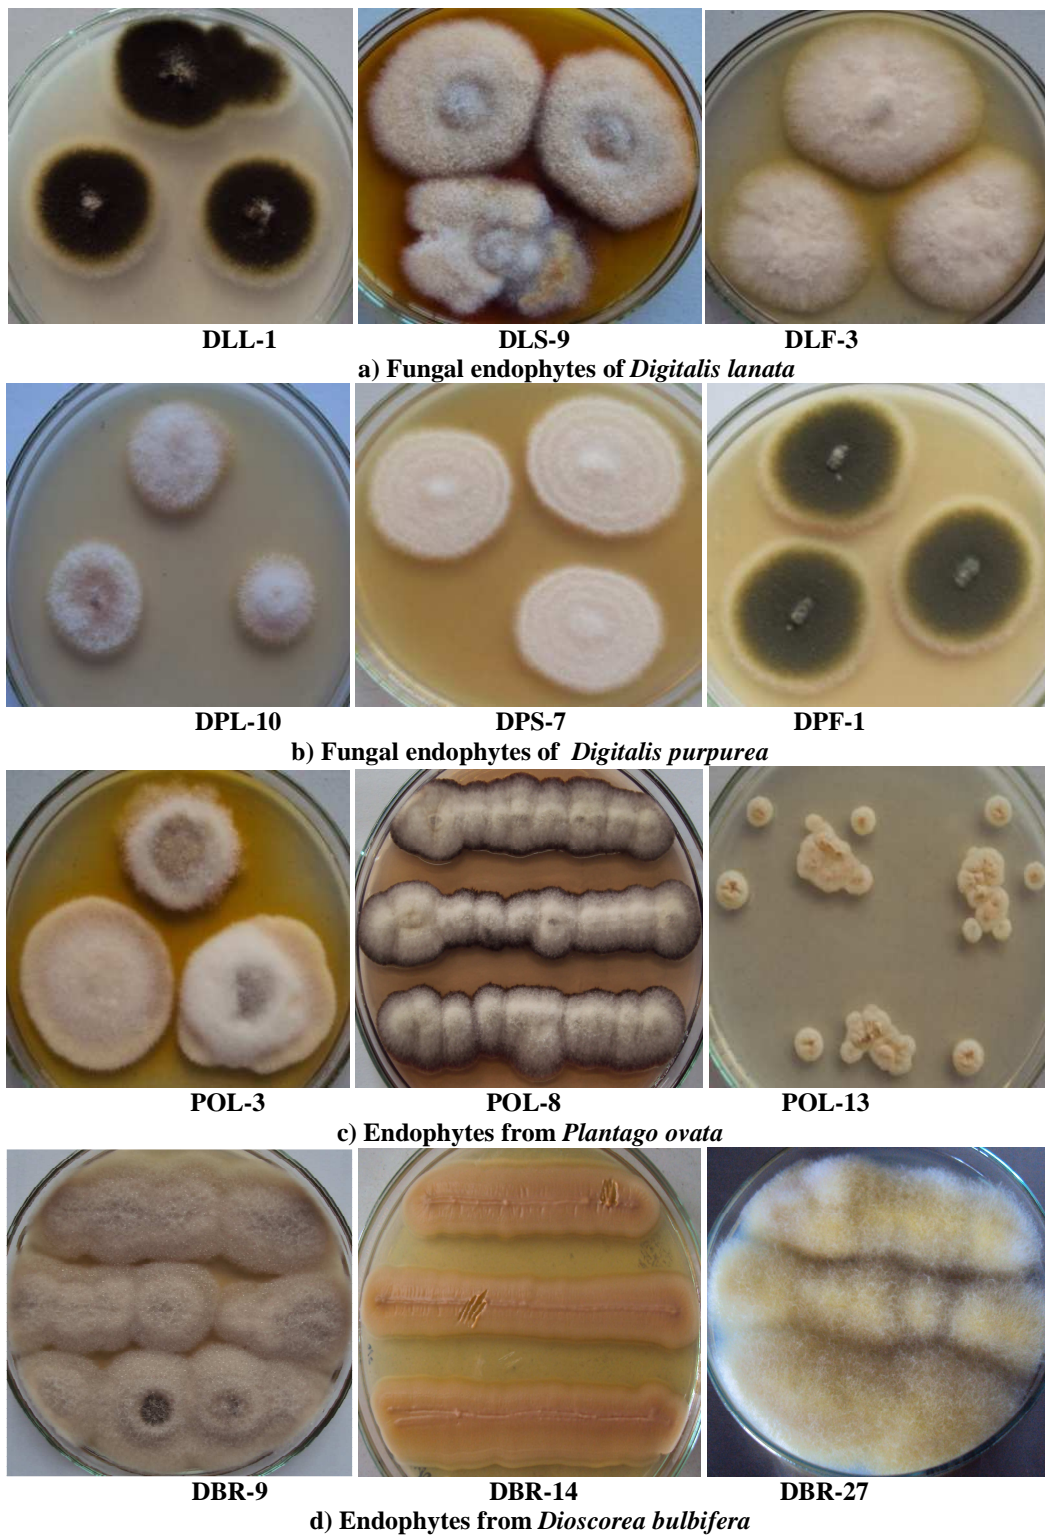 DLL-1 DLS-9 DLF-3
a) Fungal endophytes of Digitalis lanata
DPL-10 DPS-7 DPF-1
b) Fungal endophytes of Digitalis purpurea
POL-3 POL-8 POL-13
c) Endophytes from Plantago ovata
DBR-9 DBR-14 DBR-27
d) Endophytes from Dioscorea bulbifera